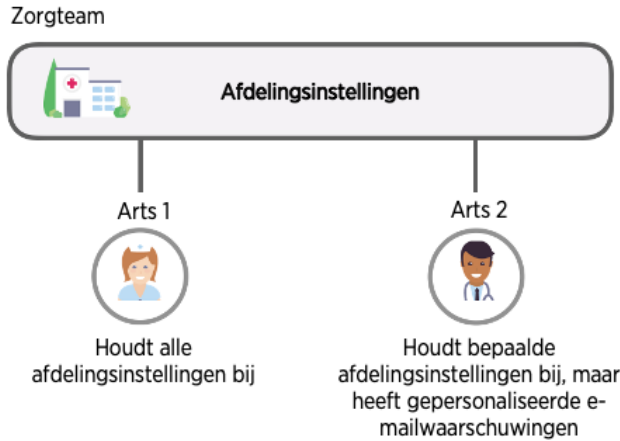 Zorgteam
Afdelingsinstellingen
Arts 1
Houdt alle
afdelingsinstellingen bij
Arts 2
Houdt bepaalde
afdelingsinstellingen bij, maar
heeft gepersonaliseerde e-
mailwaarschuwingen